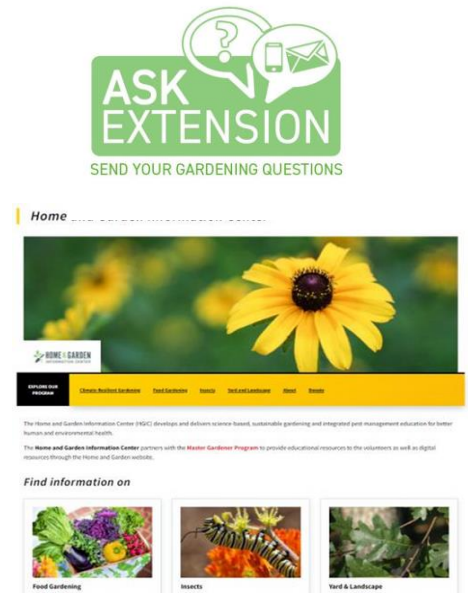 ?
ASK
EXTENSION
SEND YOUR GARDENING QUESTIONS
Home
HOME & GARDEN
INFORMATION CENTER
EXPLORE OUR
PROGRAM
Climate Resilient Gardening Food Gardening Insects Yard and Landscape About Donate
The Home and Garden Information Center (HGIC) develops and delivers science-based, sustainable gardening and integrated pest management education for better
human and environmental health.
The Home and Garden Information Center partners with the Master Gardener Program to provide educational resources to the volunteers as well as digital
resources through the Home and Garden website.
Find information on
Food Gardening
Insects
Yard & Landscape